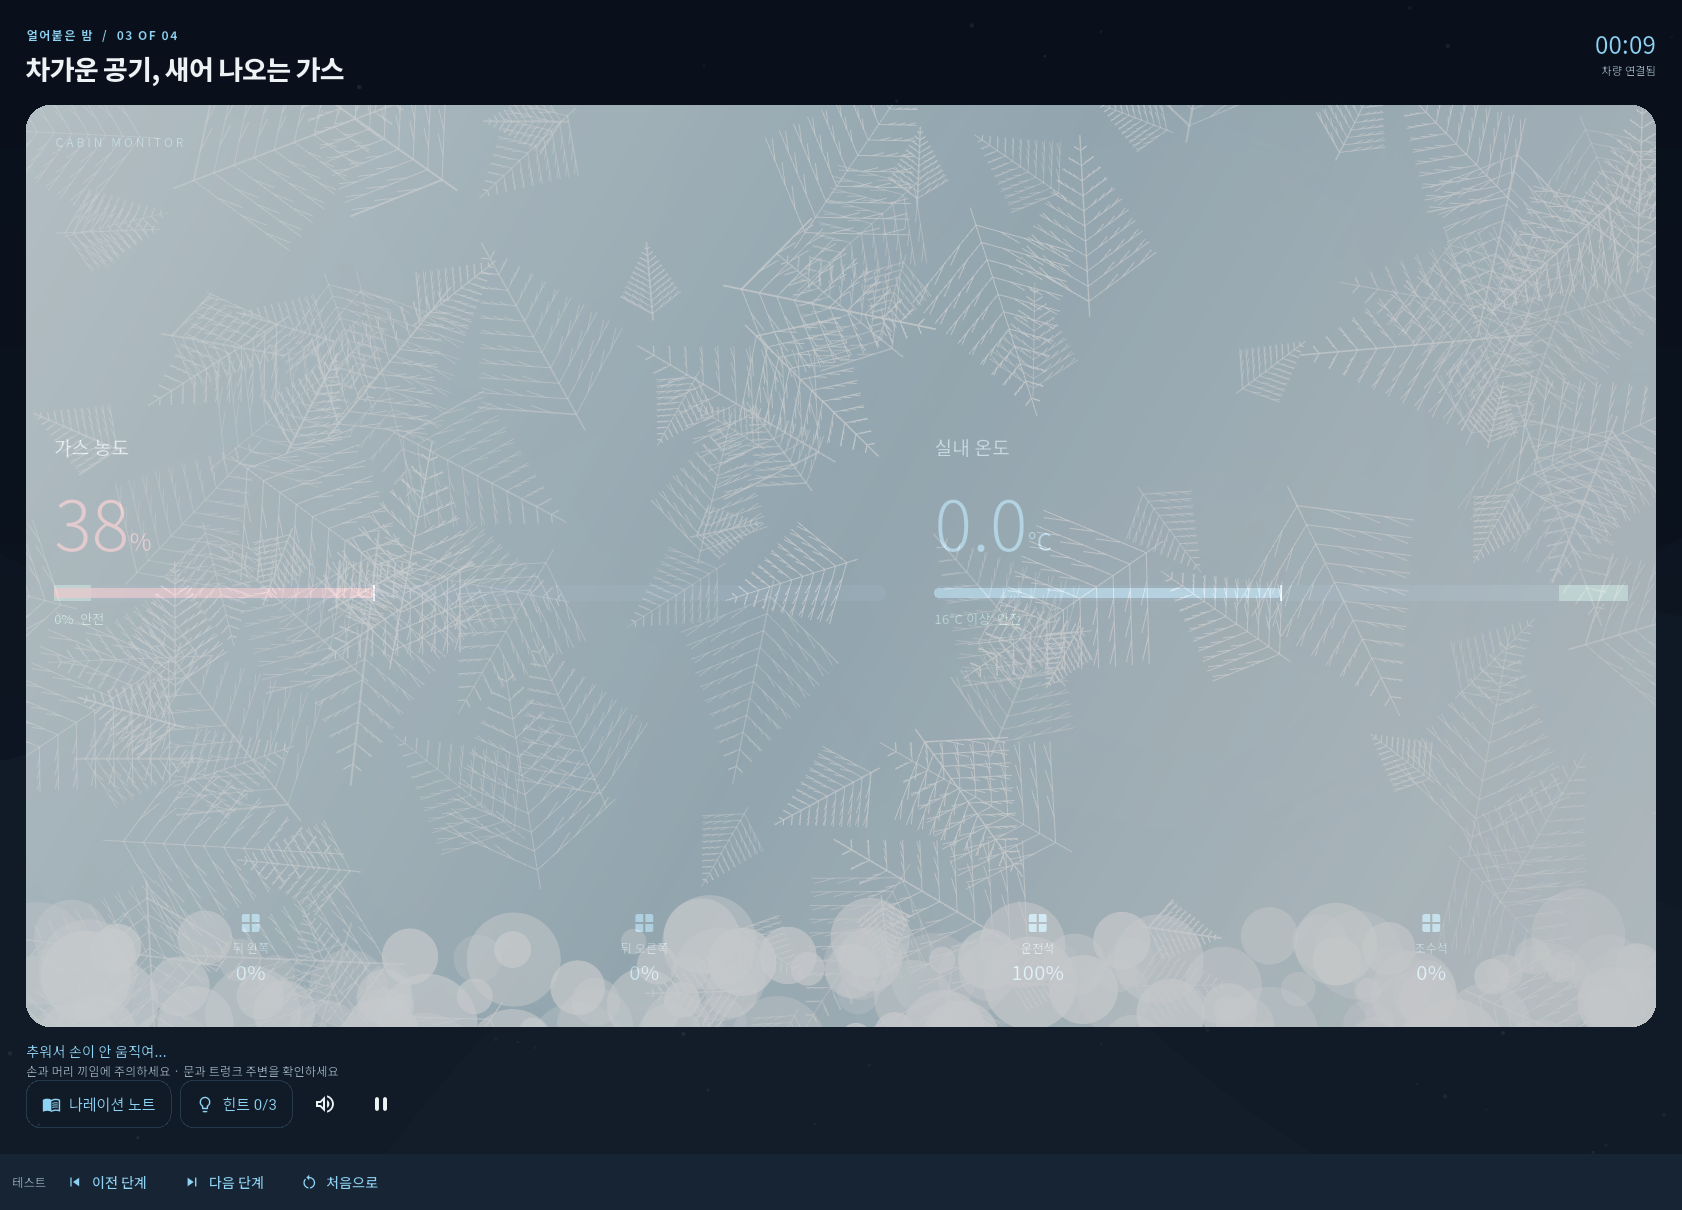 얼어붙은 밤 / 03 OF 04
차가운 공기, 새어 나오는 가스
00:09
차량 연결됨
CABIN MONITOR
가스 농도
38%
0% 안전
실내 온도
0.0°C
16°C 이상 안전
뒤 왼쪽
0%
뒤 오른쪽
0%
운전석
100%
조수석
0%
추워서 손이 안 움직여...
손과 머리 끼임에 주의하세요 · 문과 트렁크 주변을 확인하세요
나레이션 노트
힌트 0/3
테스트
이전 단계
다음 단계
처음으로